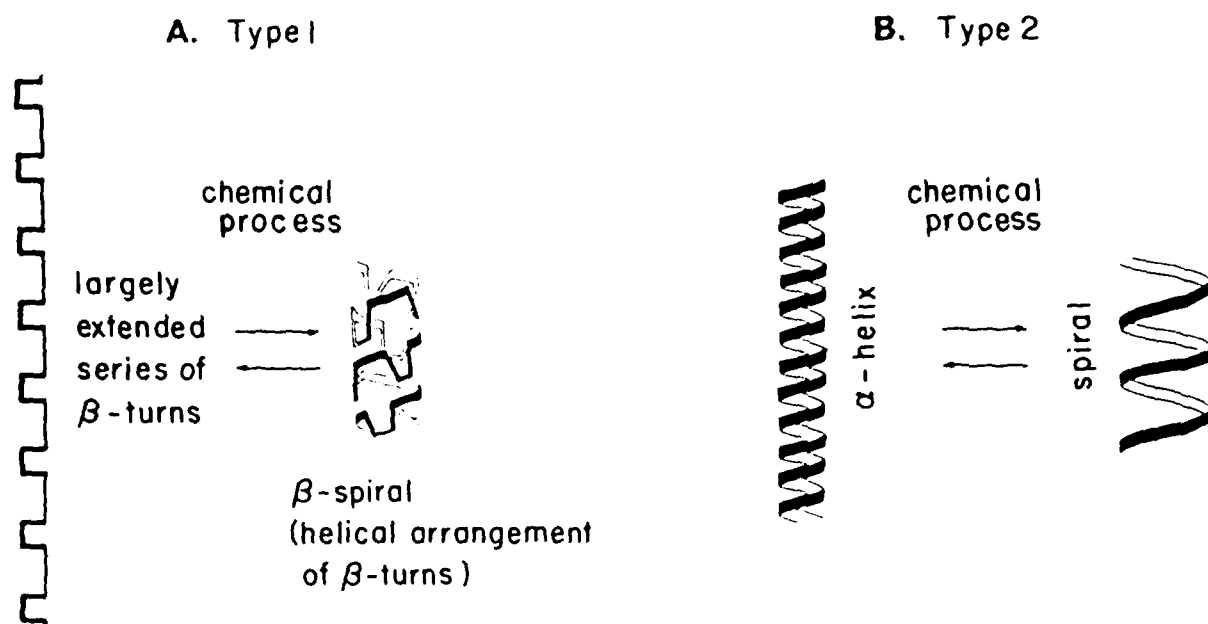 A. Type 1
chemical
process
largely
extended
series of
β-turns
β-spiral
(helical arrangement
of β-turns)
B. Type 2
chemical
process
α-helix
spiral